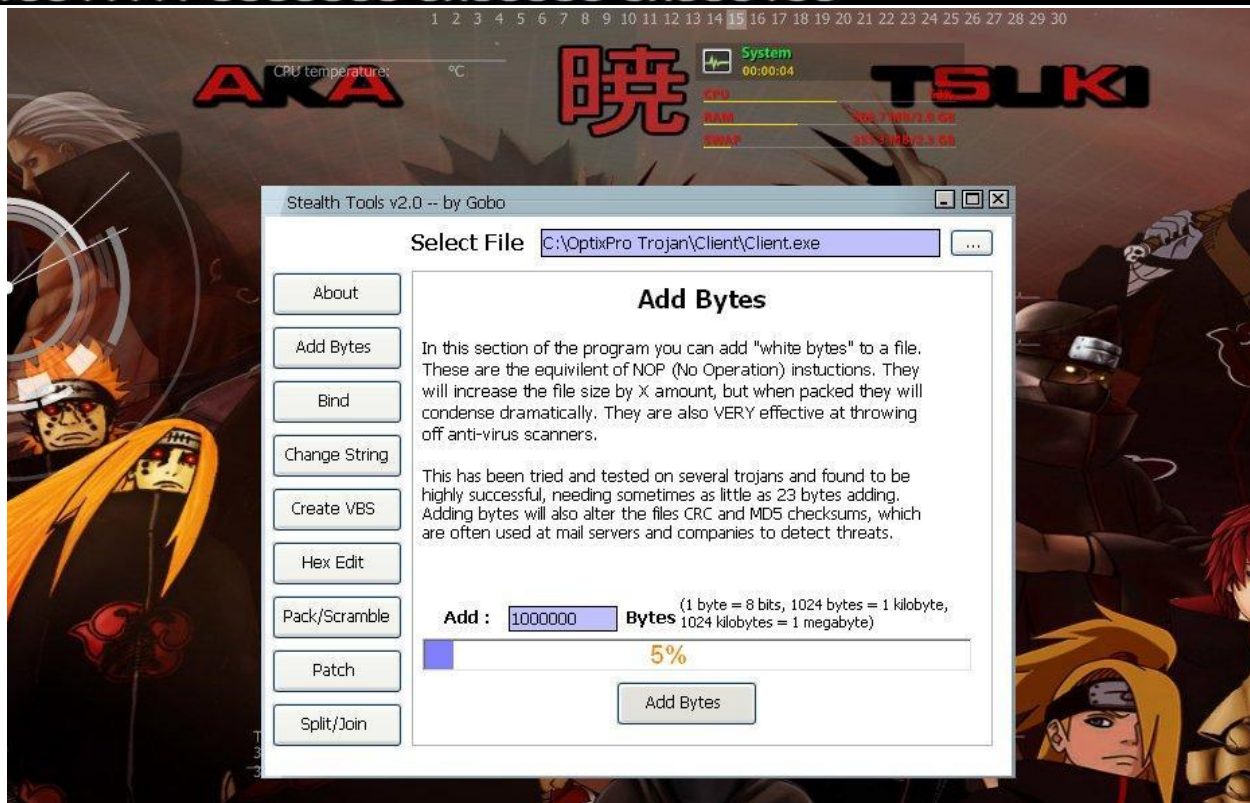 1 2 3 4 5 6 7 8 9 10 11 12 13 14 15 16 17 18 19 20 21 22 23 24 25 26 27 28 29 30
AKA 暁 TSUKI
CPU temperature: °C
System
00:00:04
CPU
RAM
SWAP
Stealth Tools v2.0 -- by Gobo
Select File C:\OptixPro Trojan\Client\Client.exe ...
About
Add Bytes
Bind
Change String
Create VBS
Hex Edit
Pack/Scramble
Patch
Split/Join
Add Bytes
In this section of the program you can add "white bytes" to a file.
These are the equivilent of NOP (No Operation) instuctions. They
will increase the file size by X amount, but when packed they will
condense dramatically. They are also VERY effective at throwing
off anti-virus scanners.
This has been tried and tested on several trojans and found to be
highly successful, needing sometimes as little as 23 bytes adding.
Adding bytes will also alter the files CRC and MD5 checksums, which
are often used at mail servers and companies to detect threats.
Add : 1000000 Bytes (1 byte = 8 bits, 1024 bytes = 1 kilobyte,
1024 kilobytes = 1 megabyte)
5%
Add Bytes